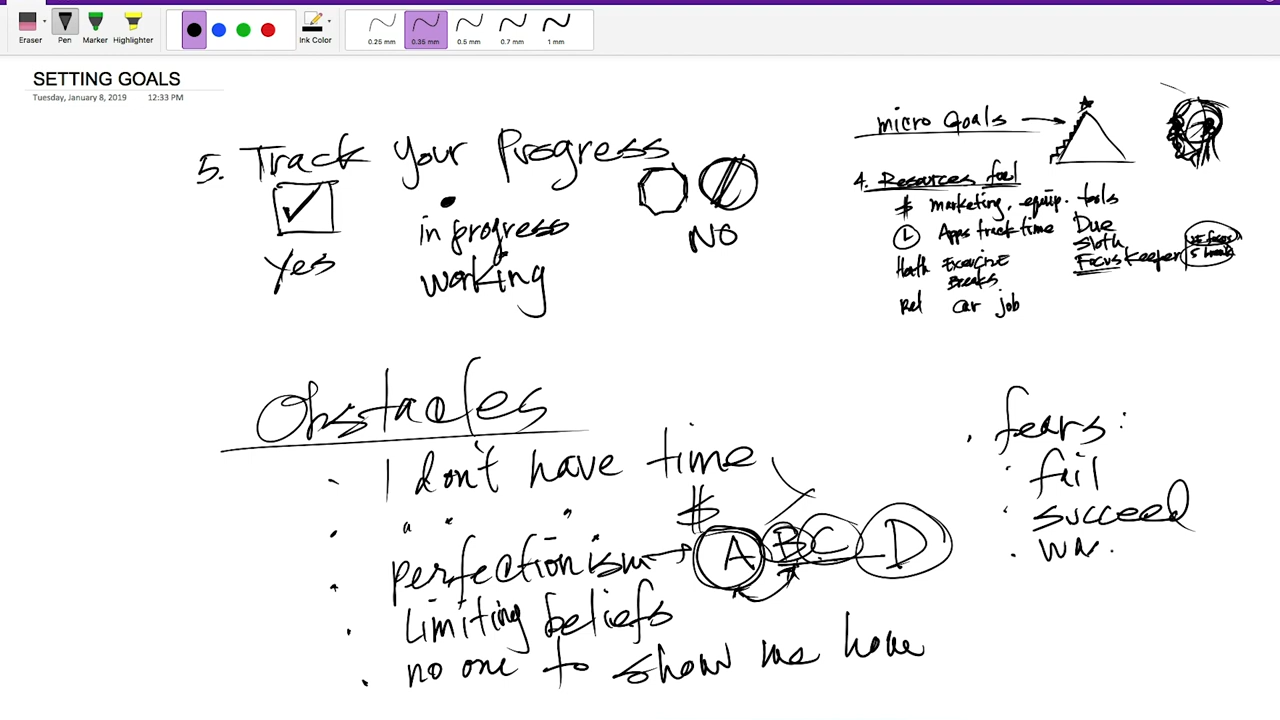 Eraser
Pen
Marker
Highlighter
Ink Color
0.25 mm
0.35 mm
0.5 mm
0.7 mm
1 mm
SETTING GOALS
Tuesday, January 8, 2019 12:33 PM
5. Track Your Progress
Yes
in progress
working
NO
micro Goals
4. Resources fuel
$ marketing, equip. tools
Apps track time Due
Sloth
Focus Keeper
Heath Exercise
Breaks
Rel car job
Obstacles
I don't have time
" " " $
perfectionism A B C D
Limiting beliefs
no one to show me how
fears:
fail
succeed